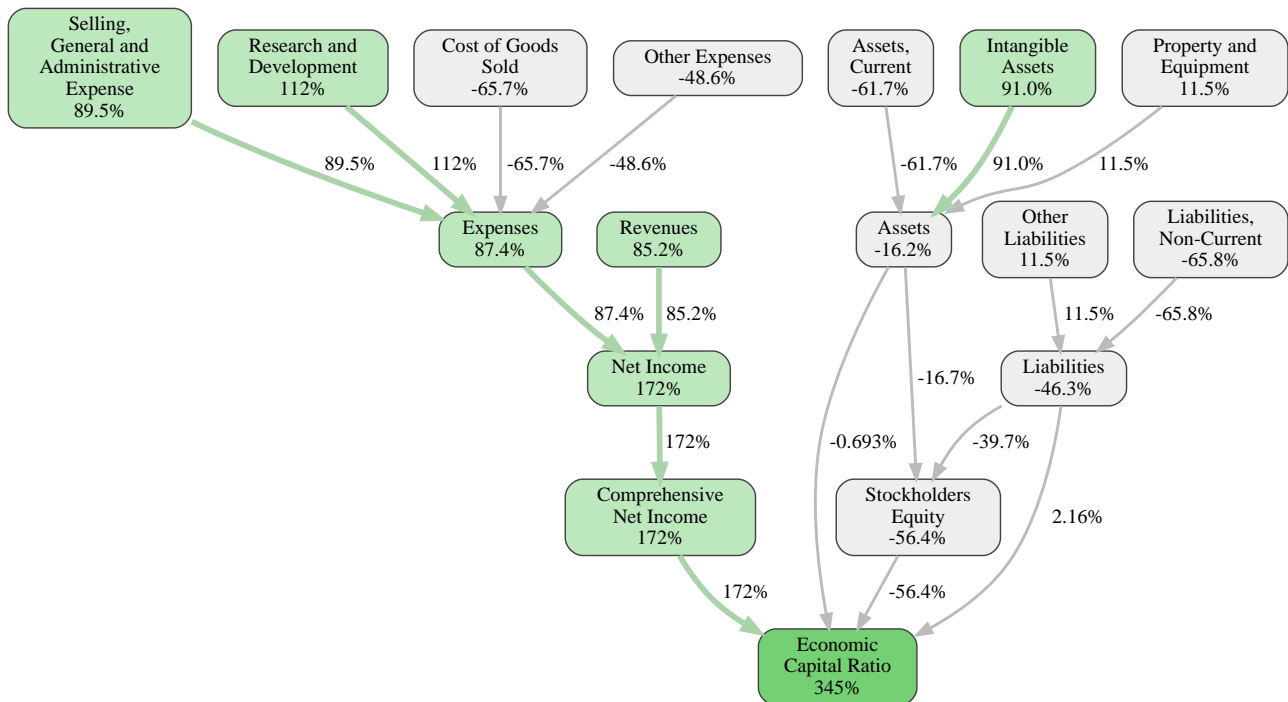 Selling,
General and
Administrative
Expense
89.5%
Research and
Development
112%
Cost of Goods
Sold
-65.7%
Other Expenses
-48.6%
Assets,
Current
-61.7%
Intangible
Assets
91.0%
Property and
Equipment
11.5%
89.5%
112%
-65.7%
-48.6%
-61.7%
91.0%
11.5%
Expenses
87.4%
Revenues
85.2%
Assets
-16.2%
Other
Liabilities
11.5%
Liabilities,
Non-Current
-65.8%
87.4%
85.2%
11.5%
-65.8%
Net Income
172%
-16.7%
Liabilities
-46.3%
172%
-0.693%
-39.7%
Comprehensive
Net Income
172%
Stockholders
Equity
-56.4%
2.16%
172%
-56.4%
Economic
Capital Ratio
345%